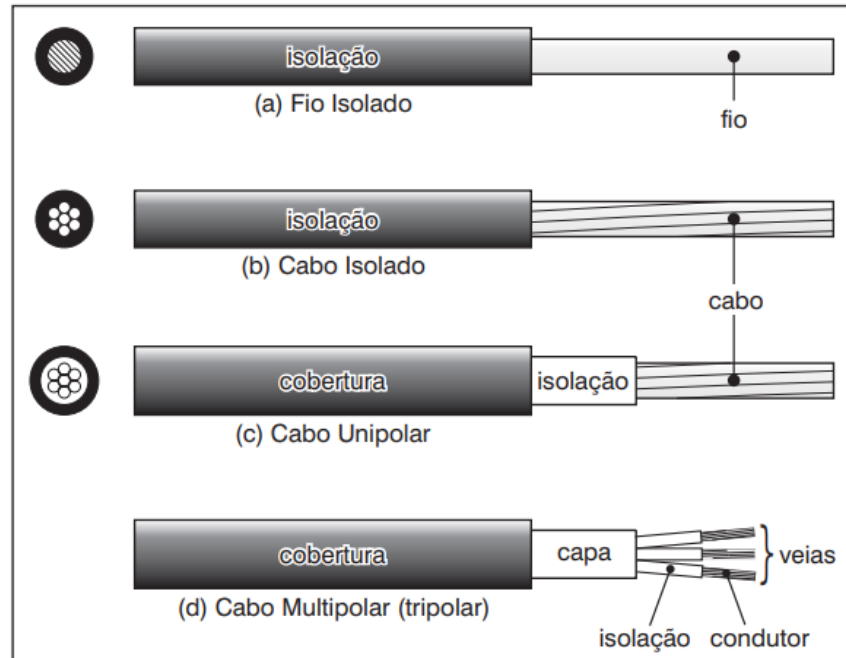 isolação
(a) Fio Isolado
fio
isolação
(b) Cabo Isolado
cabo
cobertura
isolação
(c) Cabo Unipolar
cobertura
capa
veias
(d) Cabo Multipolar (tripolar)
isolação
condutor